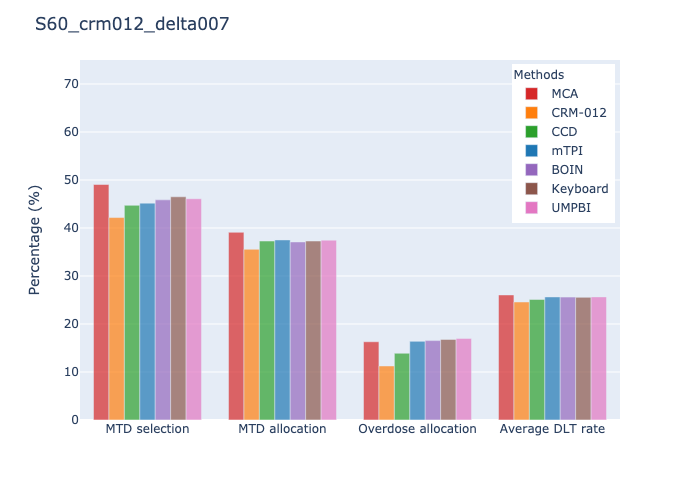 S60_crm012_delta007
Methods
MCA
CRM-012
CCD
mTPI
BOIN
Keyboard
UMPBI
Percentage (%)
70
60
50
40
30
20
10
0
MTD selection
MTD allocation
Overdose allocation
Average DLT rate